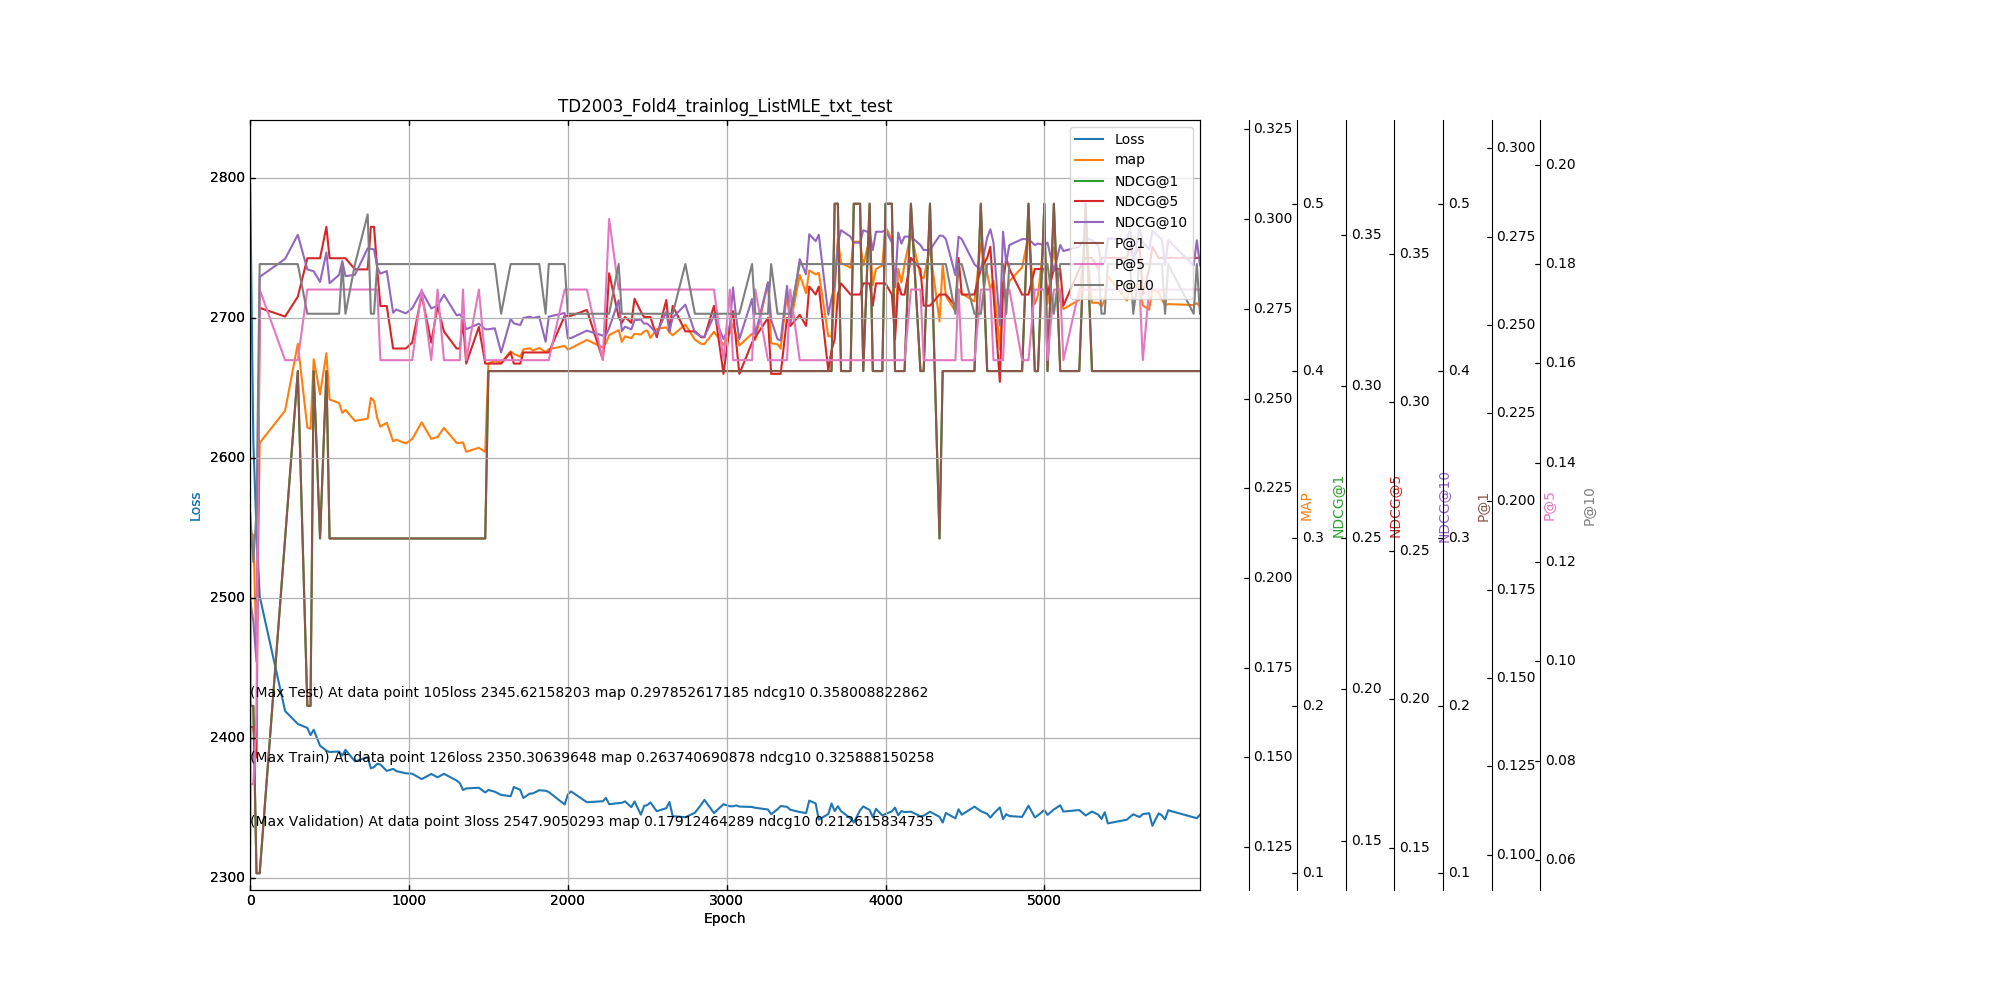 TD2003_Fold4_trainlog_ListMLE_txt_test
Loss
map
NDCG@1
NDCG@5
NDCG@10
P@1
P@5
P@10
2800
2700
2600
2500
2400
2300
Loss
(Max Test) At data point 105loss 2345.62158203 map 0.297852617185 ndcg10 0.358008822862
(Max Train) At data point 126loss 2350.30639648 map 0.263740690878 ndcg10 0.325888150258
(Max Validation) At data point 3loss 2547.9050293 map 0.17912464289 ndcg10 0.212615834735
0 1000 2000 3000 4000 5000
Epoch
0.325
0.300
0.275
0.250
0.225
0.200
0.175
0.150
0.125
MAP
0.5
0.4
0.3
0.2
0.1
NDCG@1
0.35
0.30
0.25
0.20
0.15
NDCG@5
0.35
0.30
0.25
0.20
0.15
NDCG@10
0.5
0.4
0.3
0.2
0.1
P@1
0.300
0.275
0.250
0.225
0.200
0.175
0.150
0.125
0.100
P@5
0.20
0.18
0.16
0.14
0.12
0.10
0.08
0.06
P@10